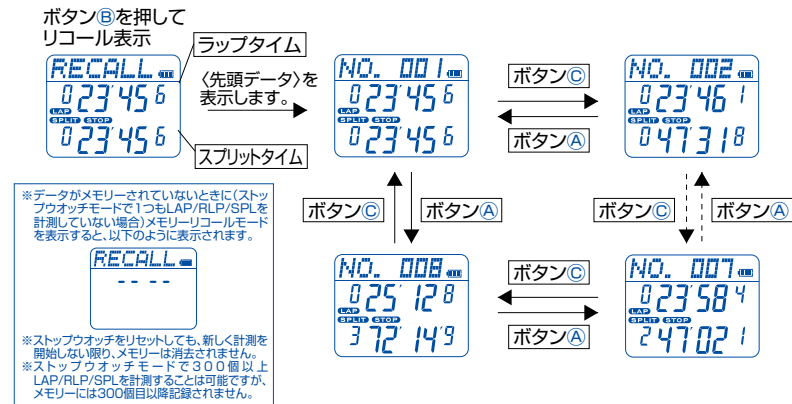 ボタンⒷを押して
リコール表示
RECALL
0 23'45 6
LAP
SPLIT STOP
0 23'45 6
ラップタイム
スプリットタイム
〈先頭データ〉を
表示します。
NO. 001
0 23'45 6
LAP
SPLIT STOP
0 23'45 6
ボタンⒸ
ボタンⒶ
NO. 002
0 23'46 1
LAP
SPLIT STOP
0 47'31 8
ボタンⒸ
ボタンⒶ
ボタンⒸ
ボタンⒶ
NO. 008
0 25'12 8
LAP
SPLIT STOP
3 72'14 9
ボタンⒸ
ボタンⒶ
NO. 007
0 23'58 4
LAP
SPLIT STOP
2 47'02 1
※データがメモリーされていないときに(ストッ
プウオッチモードで1つもLAP/RLP/SPLを
計測していない場合)メモリーリコールモード
を表示すると、以下のように表示されます。
RECALL
-- --
※ストップウオッチをリセットしても、新しく計測を
開始しない限り、メモリーは消去されません。
※ストップウオッチモードで300個以上
LAP/RLP/SPLを計測することは可能ですが、
メモリーには300個目以降記録されません。